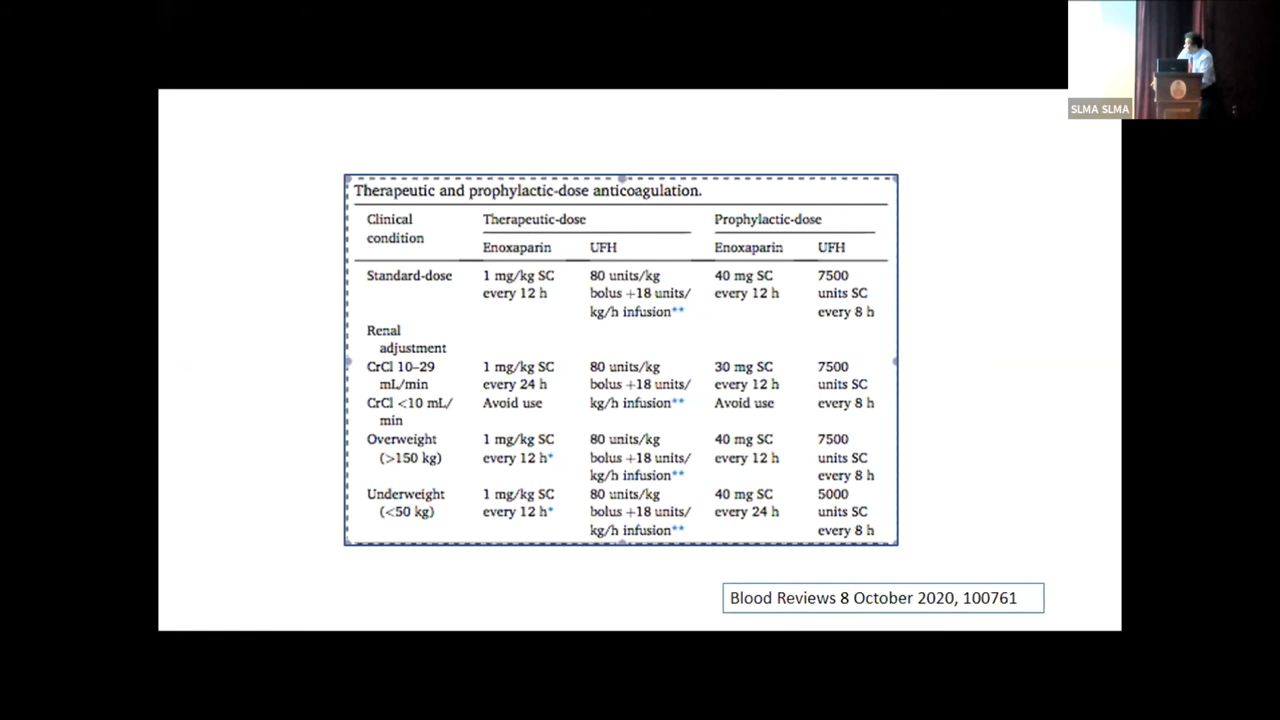 SLMA SLMA
Therapeutic and prophylactic-dose anticoagulation.
Clinical condition Therapeutic-dose Prophylactic-dose
Enoxaparin UFH Enoxaparin UFH
Standard-dose 1 mg/kg SC 80 units/kg 40 mg SC 7500
every 12 h bolus +18 units/ every 12 h units SC
kg/h infusion** every 8 h
Renal
adjustment
CrCl 10–29 1 mg/kg SC 80 units/kg 30 mg SC 7500
mL/min every 24 h bolus +18 units/ every 12 h units SC
CrCl <10 mL/ Avoid use kg/h infusion** Avoid use every 8 h
min
Overweight 1 mg/kg SC 80 units/kg 40 mg SC 7500
(>150 kg) every 12 h* bolus +18 units/ every 12 h units SC
kg/h infusion** every 8 h
Underweight 1 mg/kg SC 80 units/kg 40 mg SC 5000
(<50 kg) every 12 h* bolus +18 units/ every 24 h units SC
kg/h infusion** every 8 h
Blood Reviews 8 October 2020, 100761